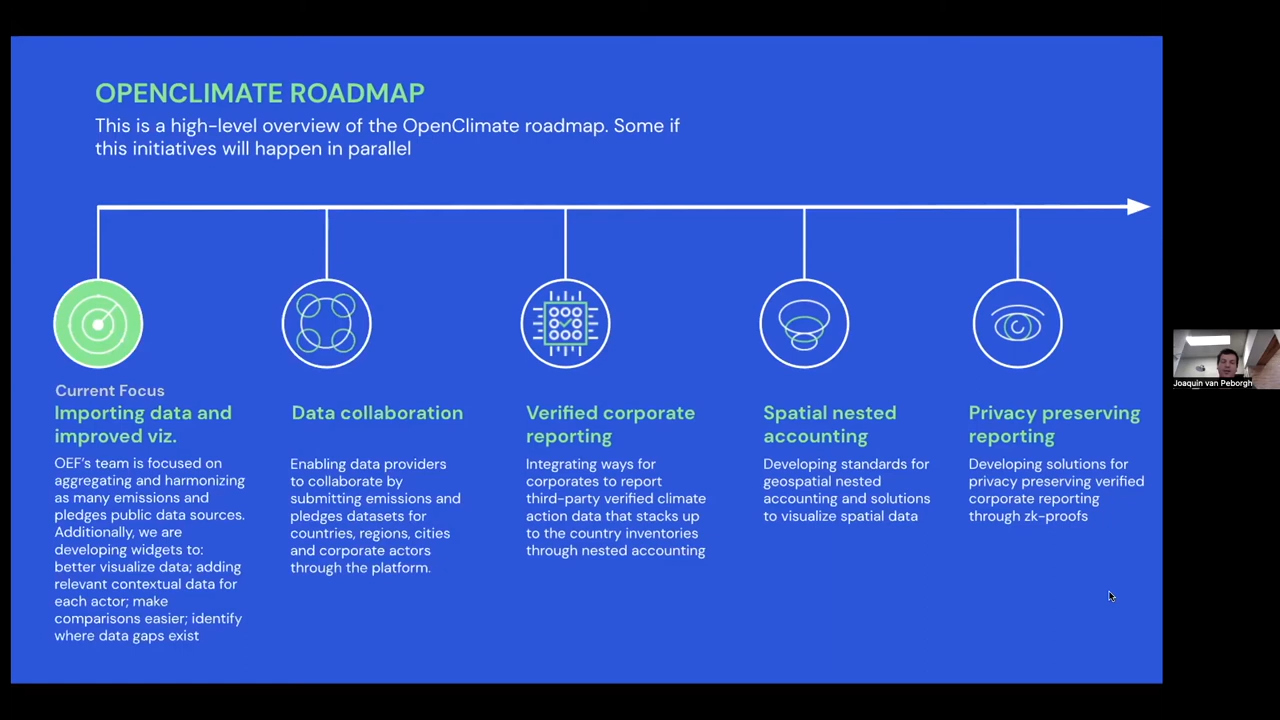 OPENCLIMATE ROADMAP
This is a high-level overview of the OpenClimate roadmap. Some if
this initiatives will happen in parallel
Current Focus
Importing data and
improved viz.
OEF's team is focused on
aggregating and harmonizing
as many emissions and
pledges public data sources.
Additionally, we are
developing widgets to:
better visualize data; adding
relevant contextual data for
each actor; make
comparisons easier; identify
where data gaps exist
Data collaboration
Enabling data providers
to collaborate by
submitting emissions and
pledges datasets for
countries, regions, cities
and corporate actors
through the platform.
Verified corporate
reporting
Integrating ways for
corporates to report
third-party verified climate
action data that stacks up
to the country inventories
through nested accounting
Spatial nested
accounting
Developing standards for
geospatial nested
accounting and solutions
to visualize spatial data
Privacy preserving
reporting
Developing solutions for
privacy preserving verified
corporate reporting
through zk-proofs
Joaquin van Peborgh